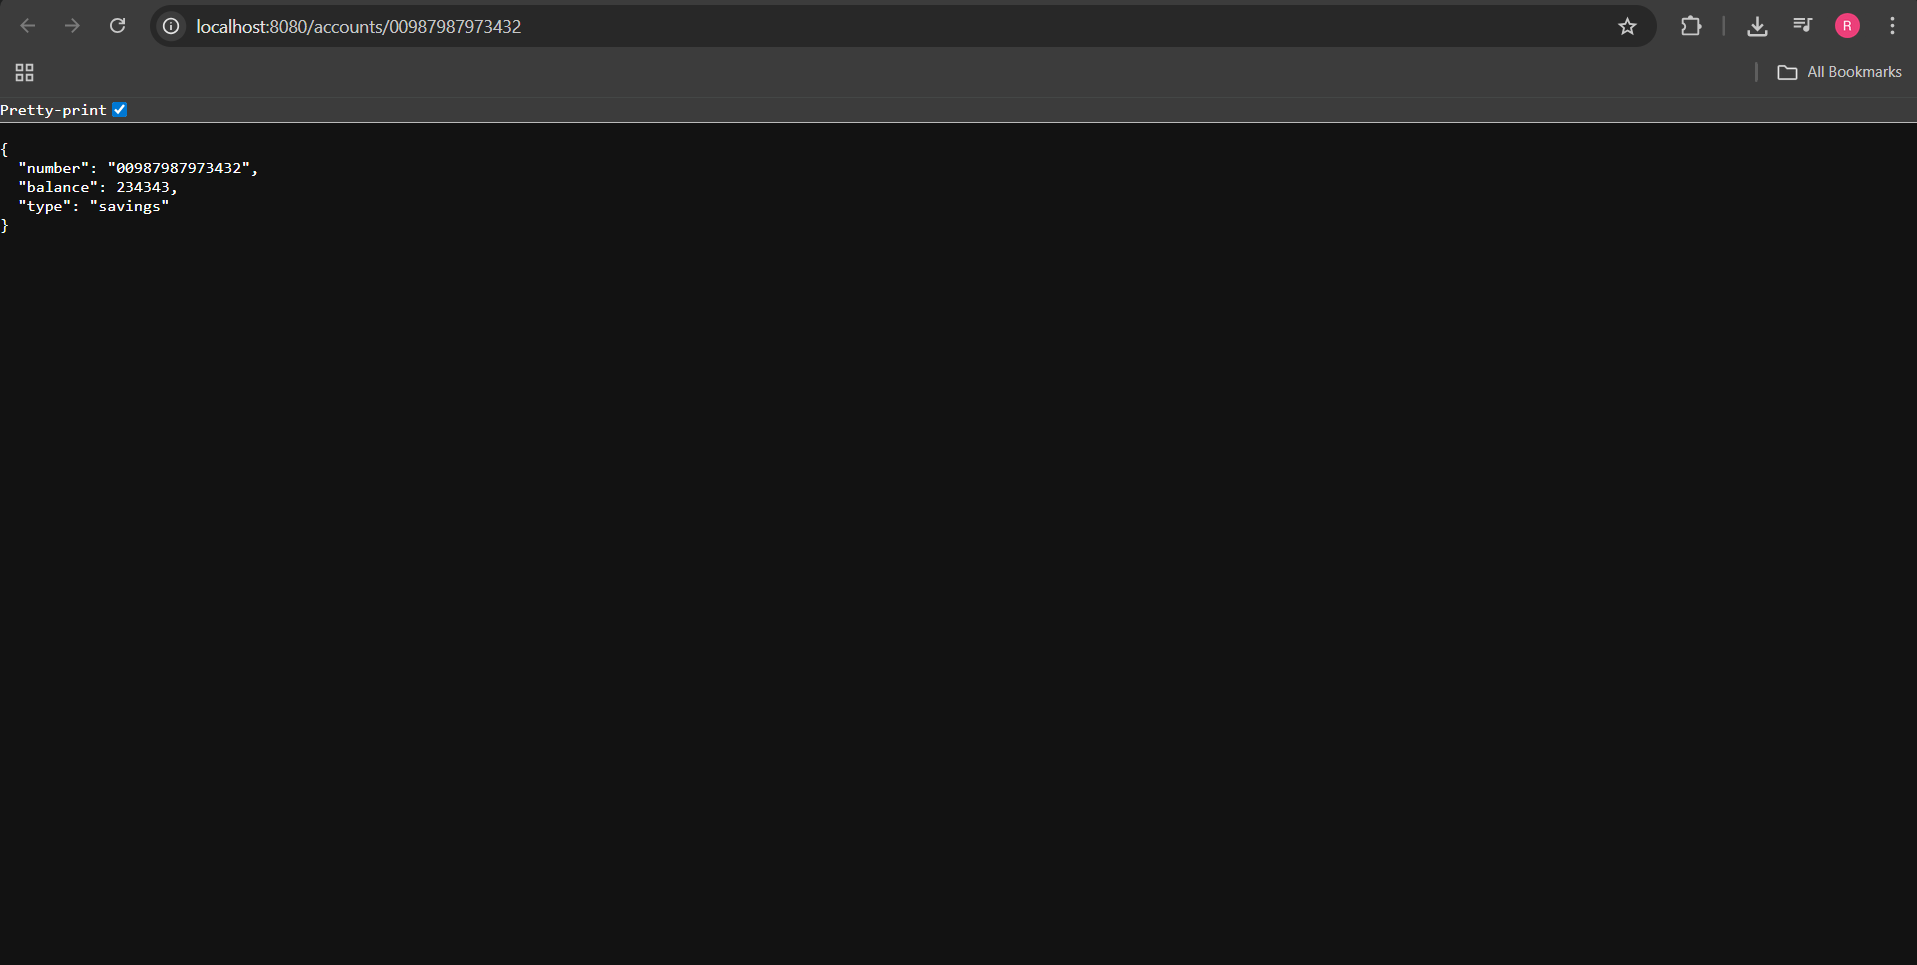 localhost:8080/accounts/00987987973432
R
All Bookmarks
Pretty-print
{
"number": "00987987973432",
"balance": 234343,
"type": "savings"
}